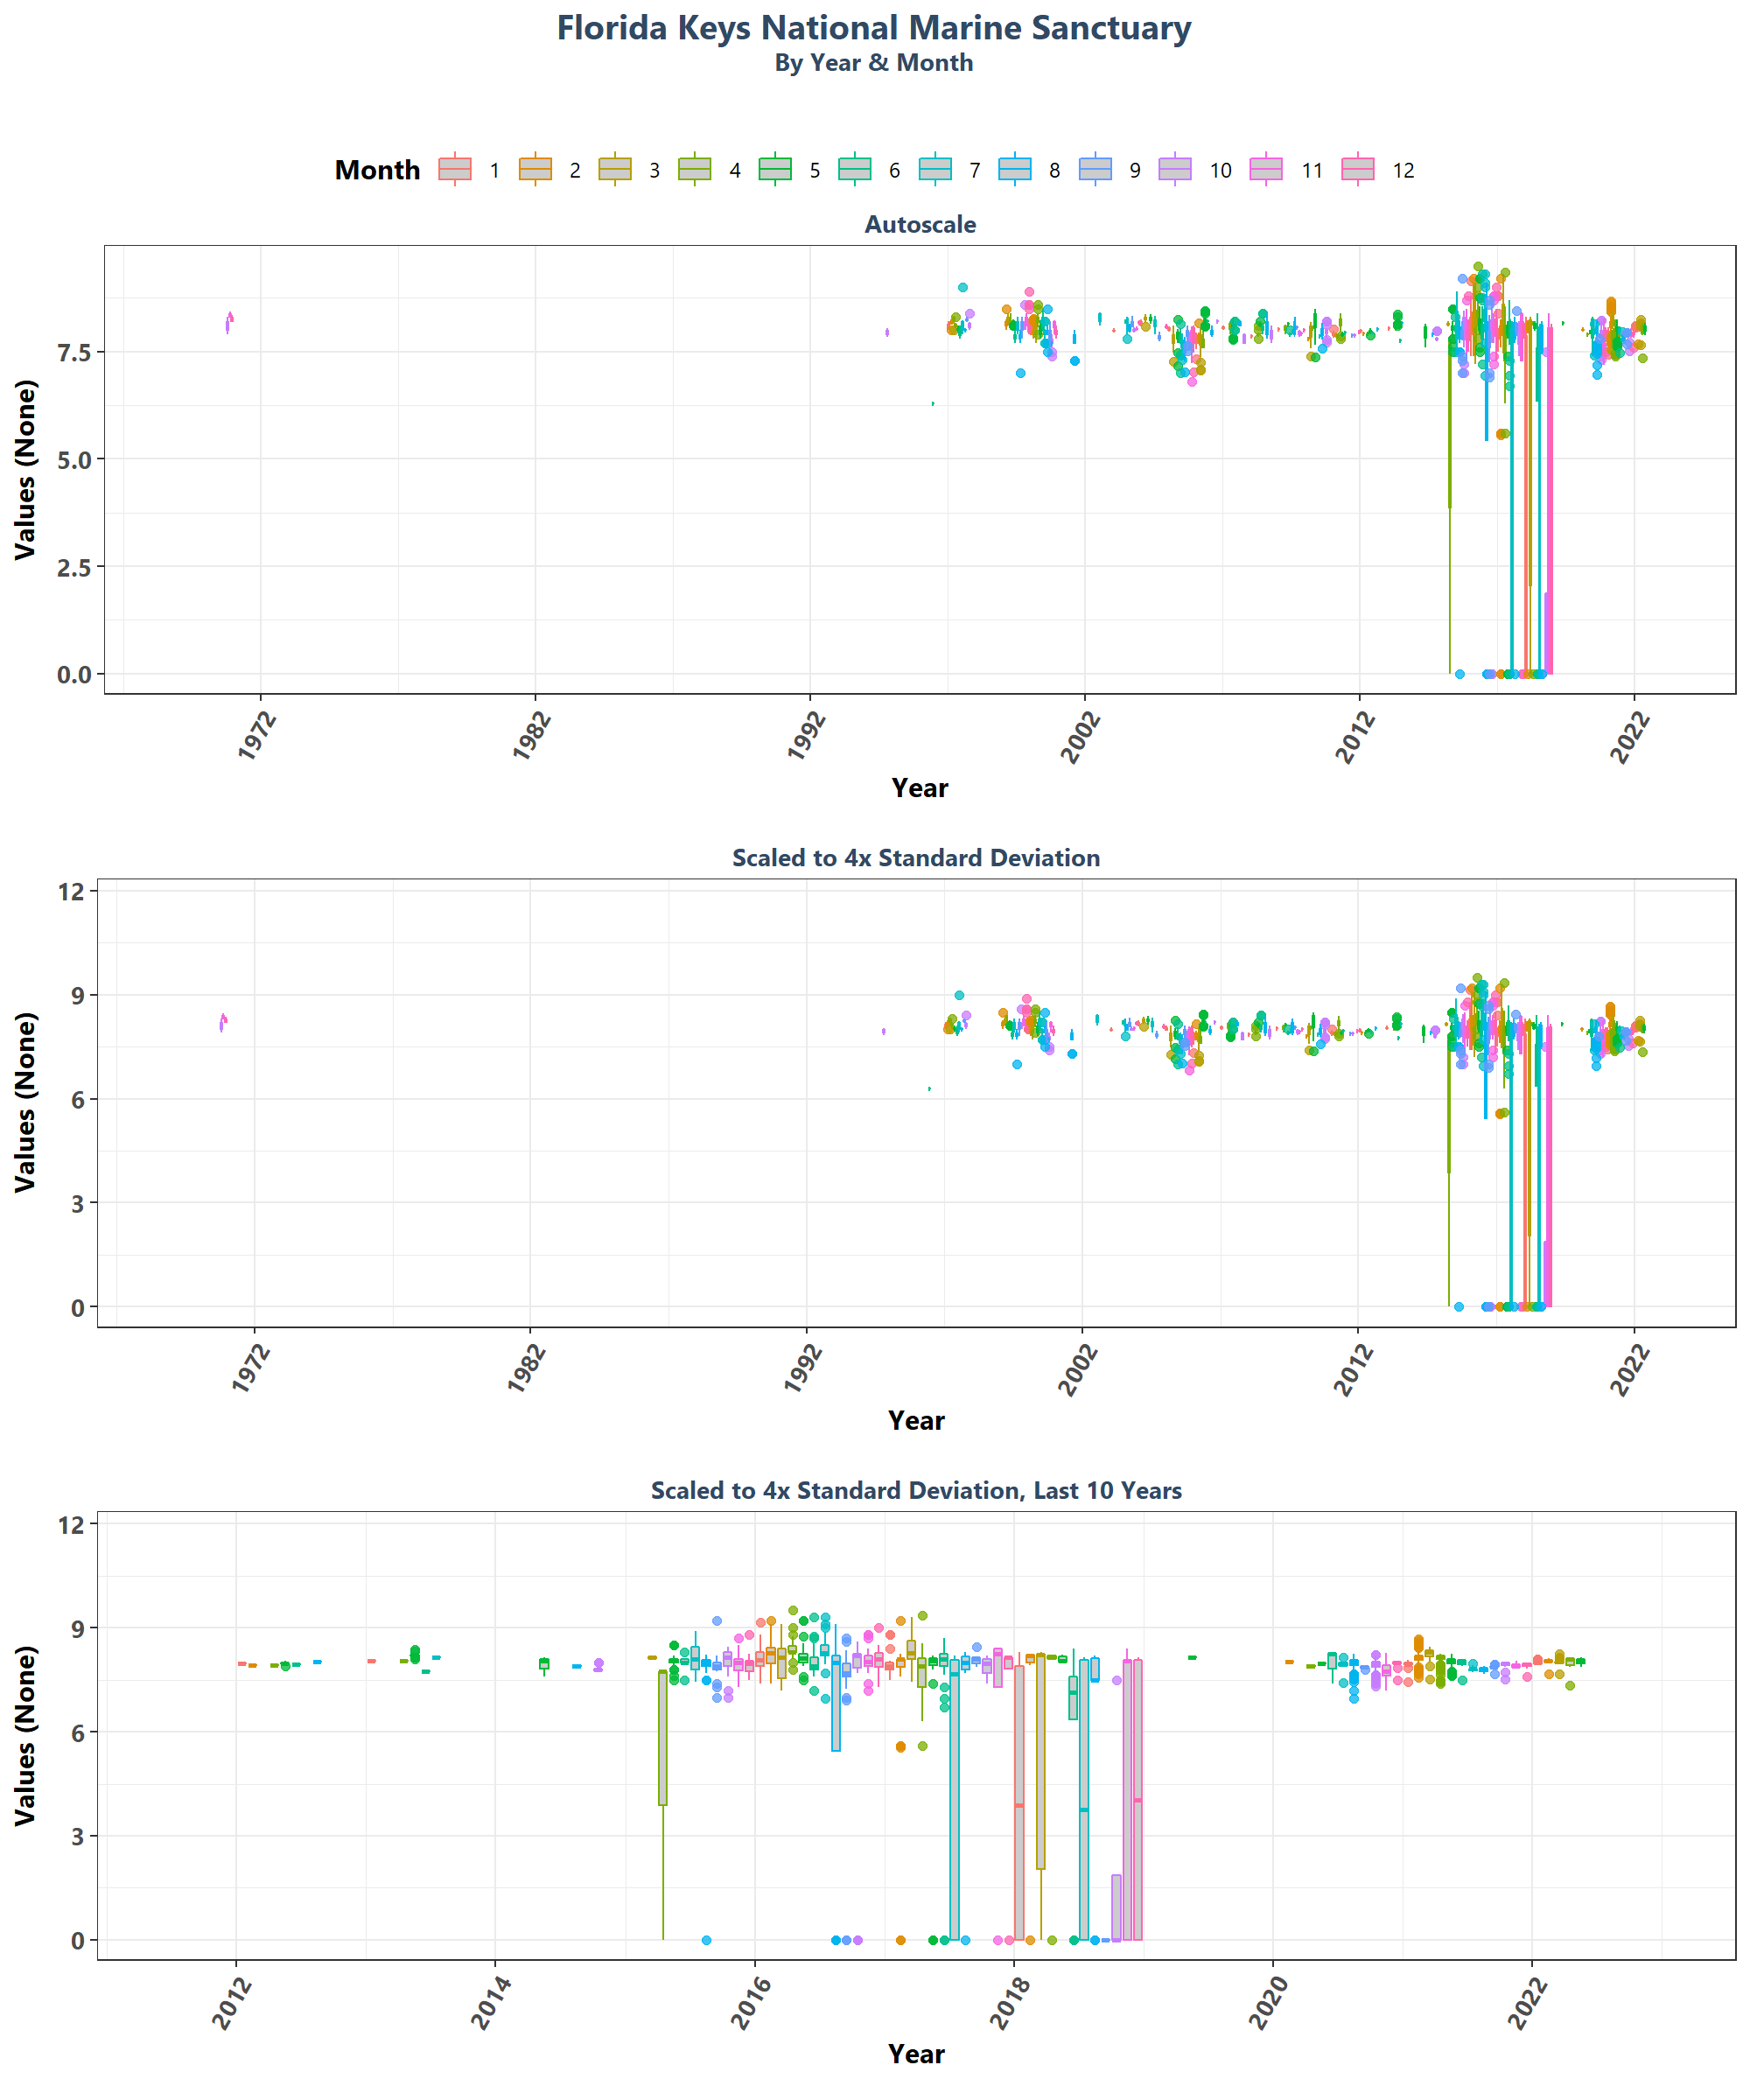 Florida Keys National Marine Sanctuary
By Year & Month
Month 1 2 3 4 5 6 7 8 9 10 11 12
Autoscale
Values (None)
7.5
5.0
2.5
0.0
1972 1982 1992 2002 2012 2022
Year
Scaled to 4x Standard Deviation
Values (None)
12
9
6
3
0
1972 1982 1992 2002 2012 2022
Year
Scaled to 4x Standard Deviation, Last 10 Years
Values (None)
12
9
6
3
0
2012 2014 2016 2018 2020 2022
Year